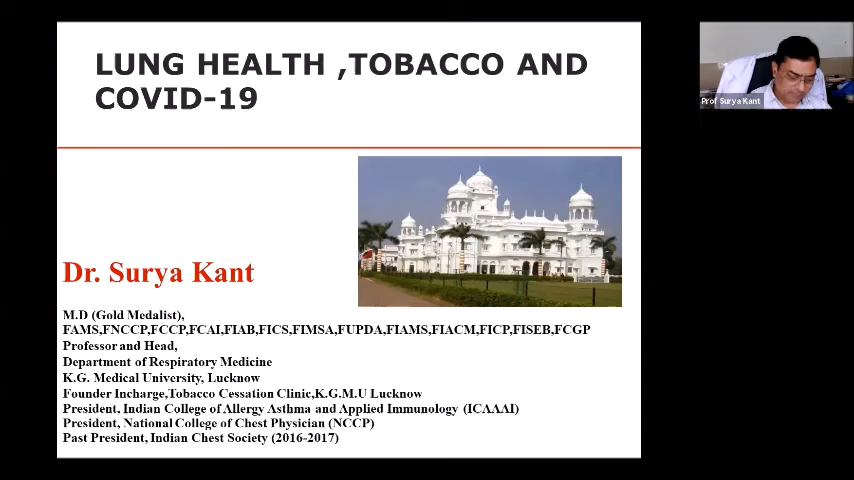 LUNG HEALTH ,TOBACCO AND
COVID-19
Prof Surya Kant
Dr. Surya Kant
M.D (Gold Medalist),
FAMS,FNCCP,FCCP,FCAI,FIAB,FICS,FIMSA,FUPDA,FIAMS,FIACM,FICP,FISEB,FCGP
Professor and Head,
Department of Respiratory Medicine
K.G. Medical University, Lucknow
Founder Incharge,Tobacco Cessation Clinic,K.G.M.U Lucknow
President, Indian College of Allergy Asthma and Applied Immunology (ICAAAI)
President, National College of Chest Physician (NCCP)
Past President, Indian Chest Society (2016-2017)